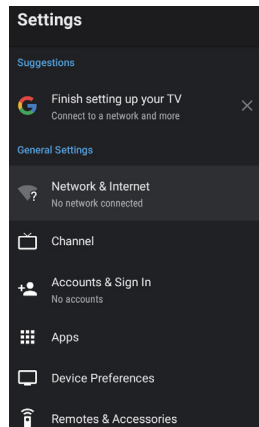 Settings
Suggestions
Finish setting up your TV
Connect to a network and more
General Settings
Network & Internet
No network connected
Channel
Accounts & Sign In
No accounts
Apps
Device Preferences
Remotes & Accessories